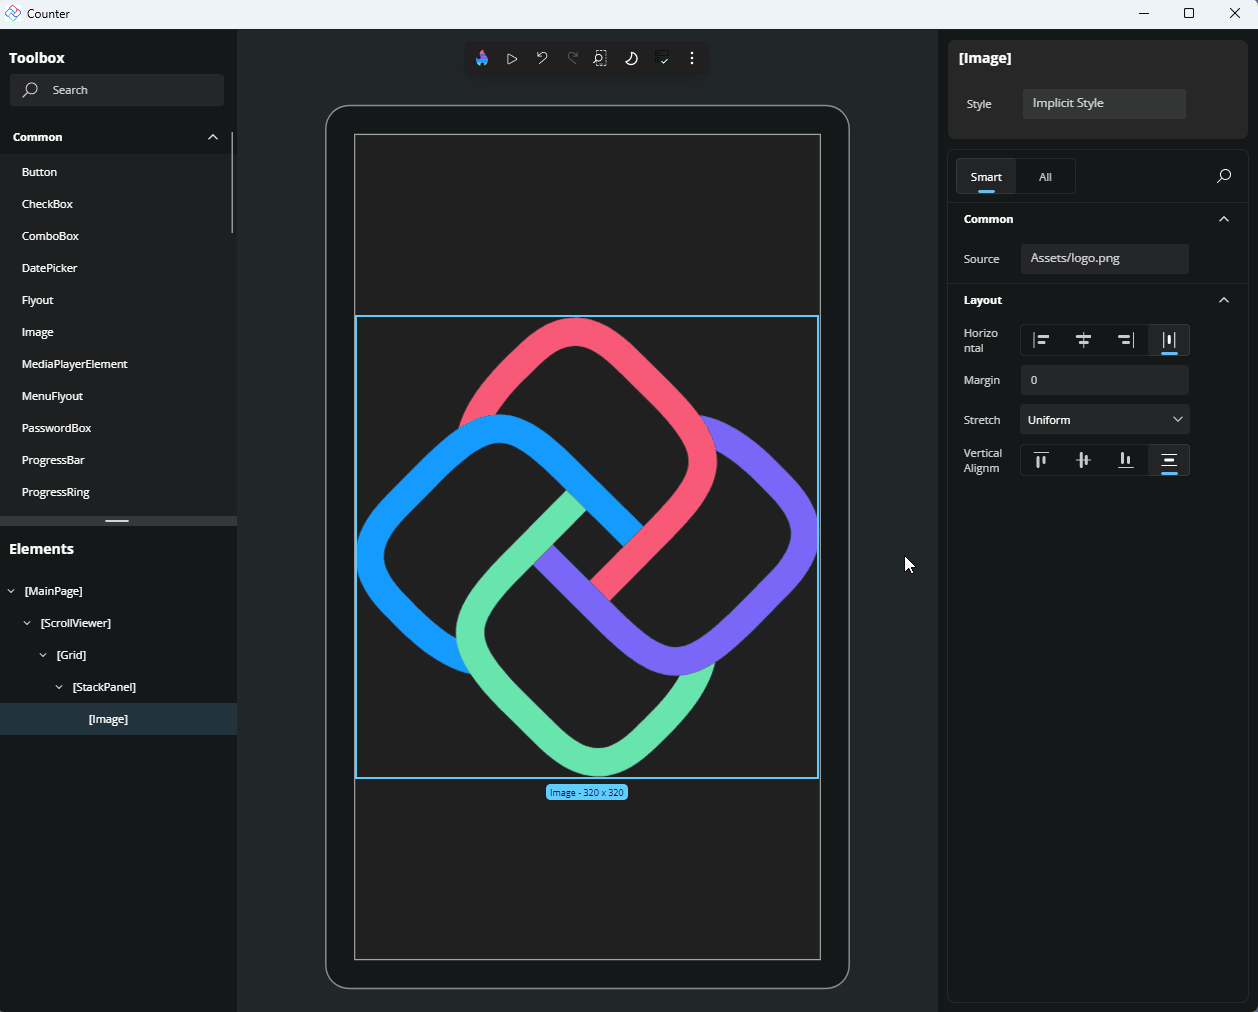 Counter
Toolbox
Search
Common
Button
CheckBox
ComboBox
DatePicker
Flyout
Image
MediaPlayerElement
MenuFlyout
PasswordBox
ProgressBar
ProgressRing
Elements
[MainPage]
[ScrollViewer]
[Grid]
[StackPanel]
[Image]
Image - 320 x 320
[Image]
Style
Implicit Style
Smart
All
Common
Source
Assets/logo.png
Layout
Horizo
ntal
Margin
0
Stretch
Uniform
Vertical
Alignm